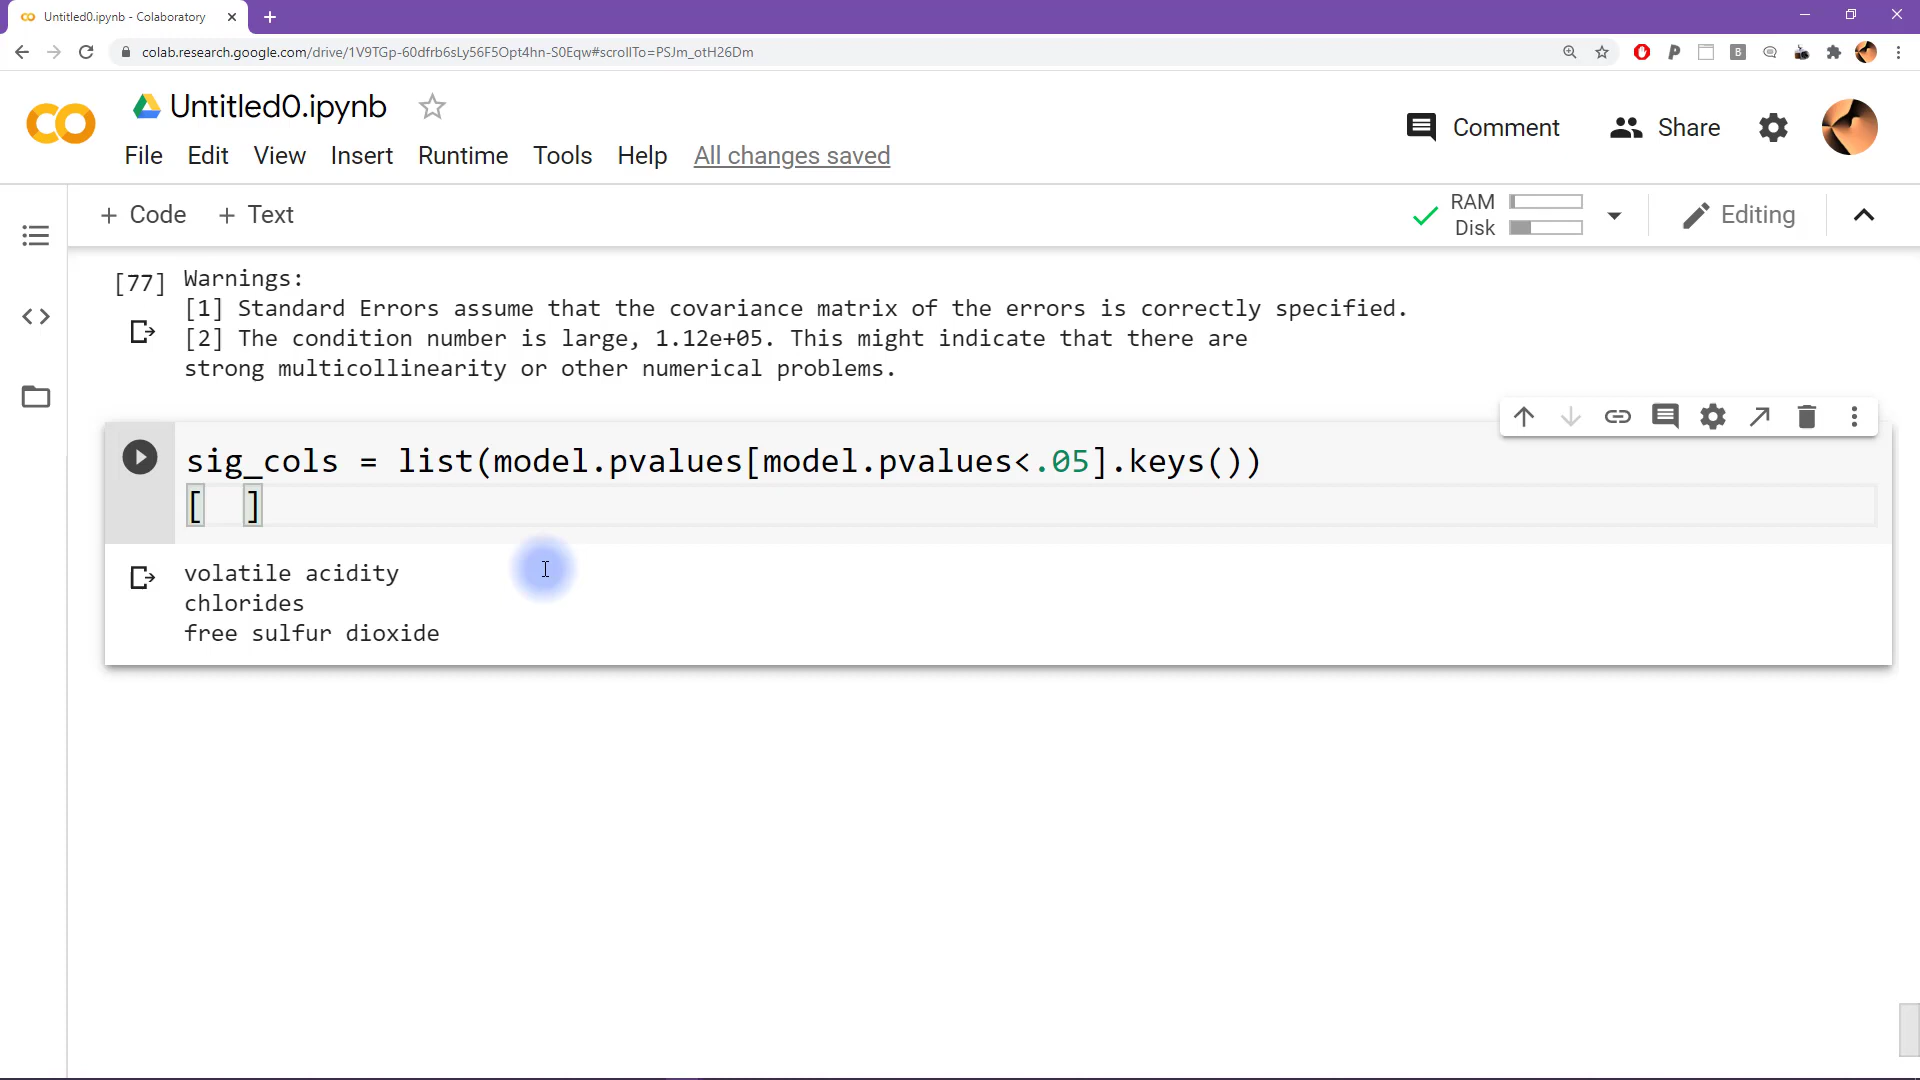 Untitled0.ipynb - Colaboratory
colab.research.google.com/drive/1V9TGp-60dfrb6sLy56F5Opt4hn-S0Eqw#scrollTo=PSJm_otH26Dm
Untitled0.ipynb
Comment
Share
File Edit View Insert Runtime Tools Help All changes saved
+ Code + Text
RAM
Disk
Editing
[77] Warnings:
[1] Standard Errors assume that the covariance matrix of the errors is correctly specified.
[2] The condition number is large, 1.12e+05. This might indicate that there are
strong multicollinearity or other numerical problems.
sig_cols = list(model.pvalues[model.pvalues<.05].keys())
[  ]
volatile acidity
chlorides
free sulfur dioxide